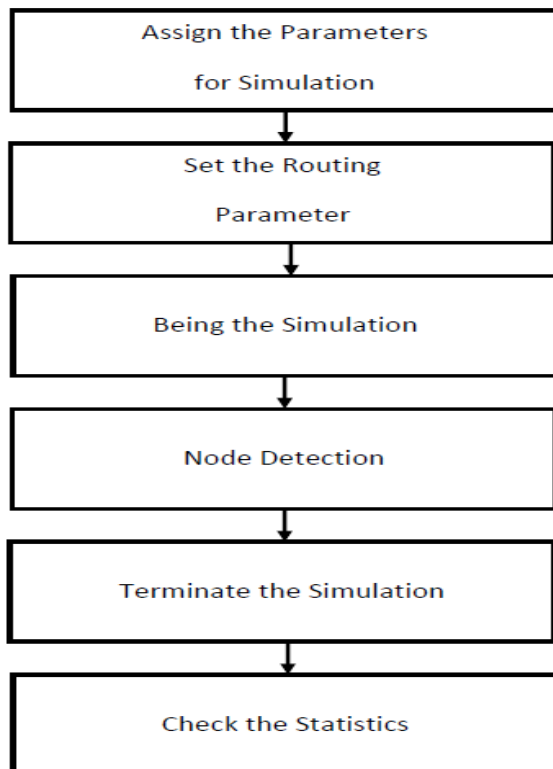 Assign the Parameters
for Simulation
Set the Routing
Parameter
Being the Simulation
Node Detection
Terminate the Simulation
Check the Statistics